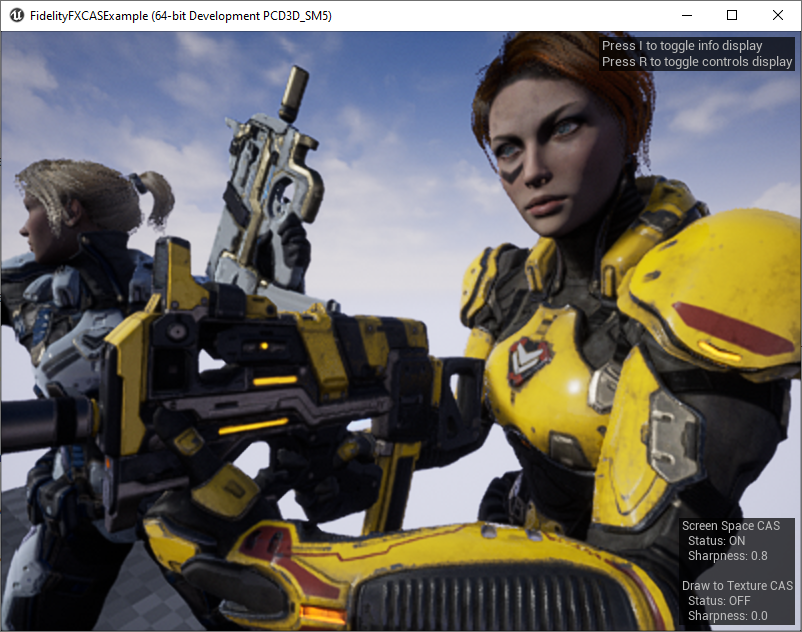 FidelityFXCASExample (64-bit Development PCD3D_SM5)
Press I to toggle info display
Press R to toggle controls display
Screen Space CAS
Status: ON
Sharpness: 0.8
Draw to Texture CAS
Status: OFF
Sharpness: 0.0